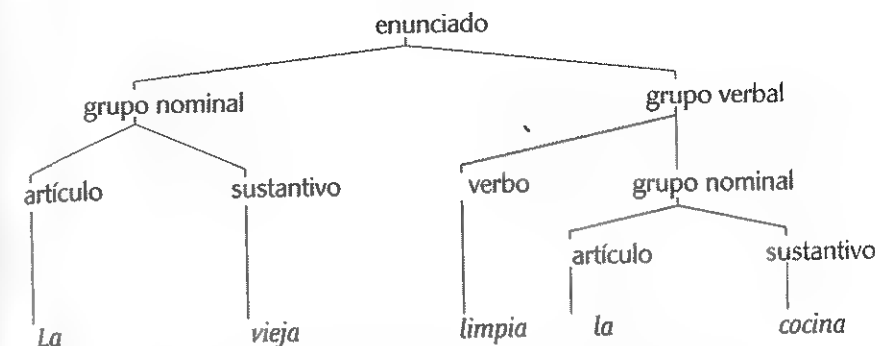 enunciado
grupo nominal grupo verbal
artículo sustantivo verbo grupo nominal
artículo sustantivo
La vieja limpia la cocina